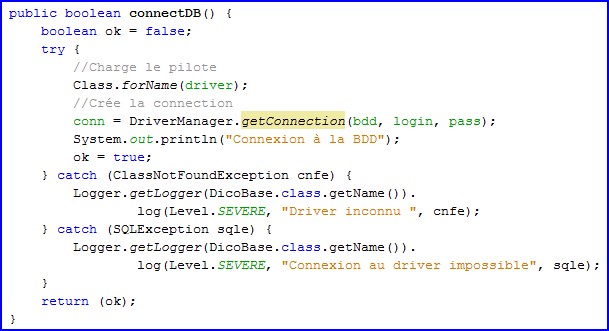 public boolean connectDB() {
    boolean ok = false;
    try {
        //Charge le pilote
        Class.forName(driver);
        //Crée la connection
        conn = DriverManager.getConnection(bdd, login, pass);
        System.out.println("Connexion à la BDD");
        ok = true;
    } catch (ClassNotFoundException cnfe) {
        Logger.getLogger(DicoBase.class.getName()).
                log(Level.SEVERE, "Driver inconnu ", cnfe);
    } catch (SQLException sqle) {
        Logger.getLogger(DicoBase.class.getName()).
                log(Level.SEVERE, "Connexion au driver impossible", sqle);
    }
    return (ok);
}